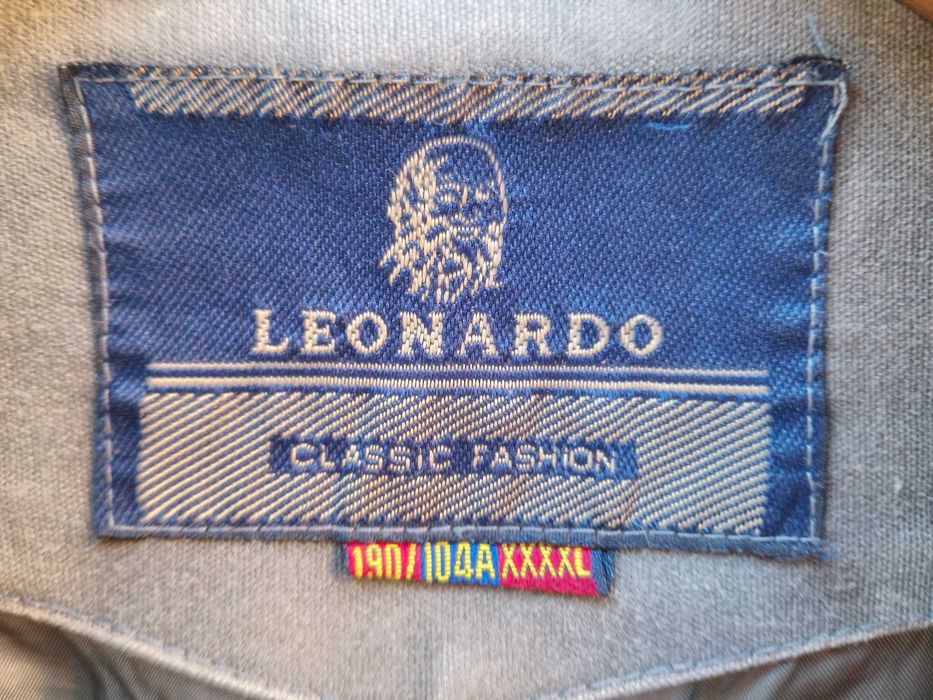 LEONARDO
CLASSIC FASHION
190/104A XXXXL